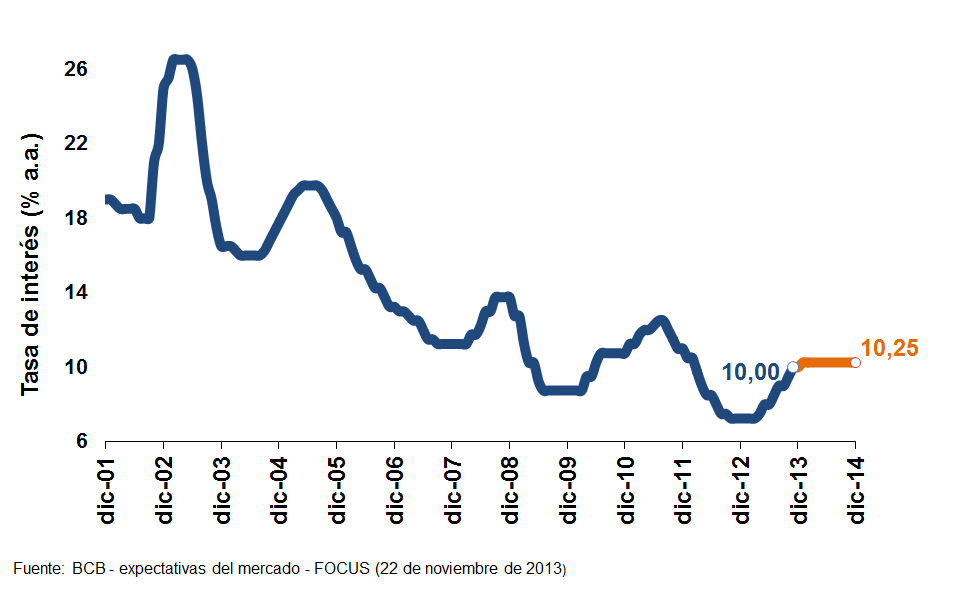 Tasa de interés (% a.a.)
26
22
18
14
10
6
10,00
10,25
dic-01
dic-02
dic-03
dic-04
dic-05
dic-06
dic-07
dic-08
dic-09
dic-10
dic-11
dic-12
dic-13
dic-14
Fuente: BCB - expectativas del mercado - FOCUS (22 de noviembre de 2013)